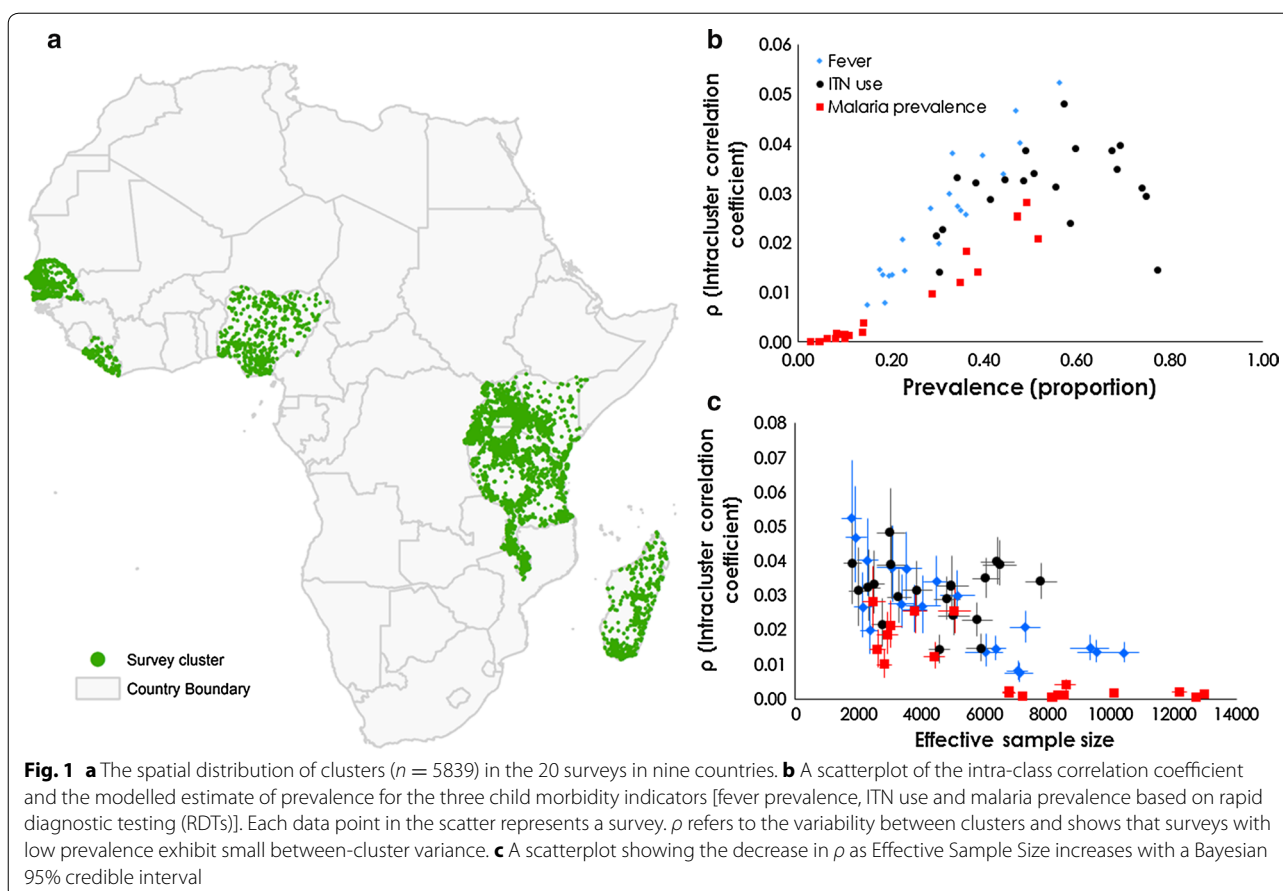 a
Survey cluster
Country Boundary
b
ρ (Intracluster correlation
coefficient)
0.06
0.05
0.04
0.03
0.02
0.01
0.00
Fever
ITN use
Malaria prevalence
0.00 0.20 0.40 0.60 0.80 1.00
Prevalence (proportion)
c
ρ (Intracluster correlation
coefficient)
0.08
0.07
0.06
0.05
0.04
0.03
0.02
0.01
0.00
0 2000 4000 6000 8000 10000 12000 14000
Effective sample size
Fig. 1 a The spatial distribution of clusters (n = 5839) in the 20 surveys in nine countries. b A scatterplot of the intra-class correlation coefficient
and the modelled estimate of prevalence for the three child morbidity indicators [fever prevalence, ITN use and malaria prevalence based on rapid
diagnostic testing (RDTs)]. Each data point in the scatter represents a survey. ρ refers to the variability between clusters and shows that surveys with
low prevalence exhibit small between-cluster variance. c A scatterplot showing the decrease in ρ as Effective Sample Size increases with a Bayesian
95% credible interval